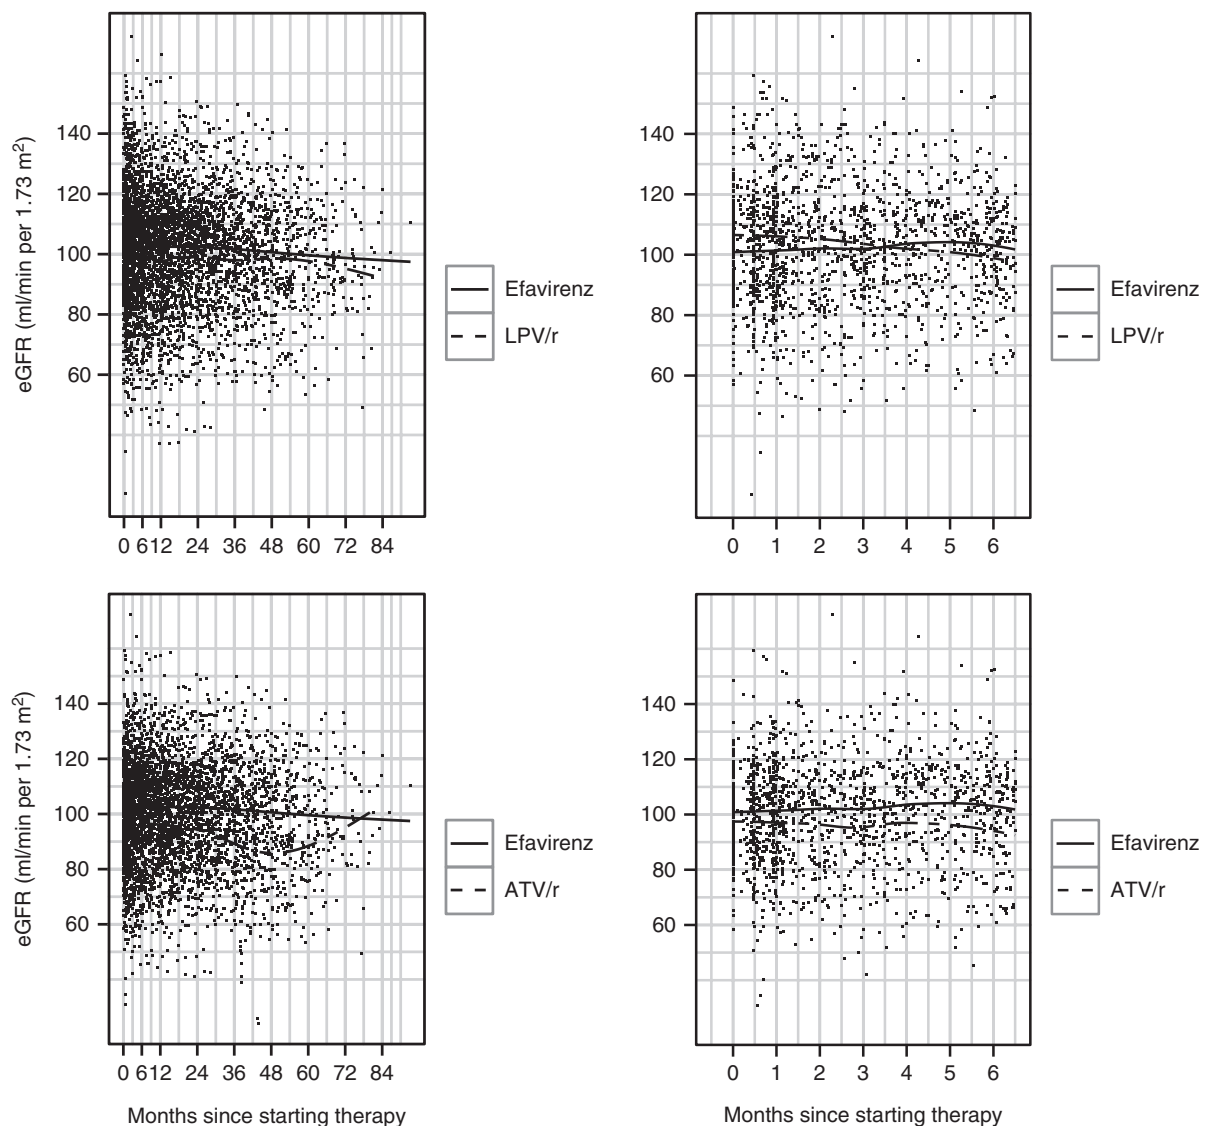 eGFR (ml/min per 1.73 m²)
140
120
100
80
60
0 6 12 24 36 48 60 72 84
Efavirenz
LPV/r
140
120
100
80
60
0 1 2 3 4 5 6
Efavirenz
LPV/r
eGFR (ml/min per 1.73 m²)
140
120
100
80
60
0 6 12 24 36 48 60 72 84
Months since starting therapy
Efavirenz
ATV/r
140
120
100
80
60
0 1 2 3 4 5 6
Months since starting therapy
Efavirenz
ATV/r